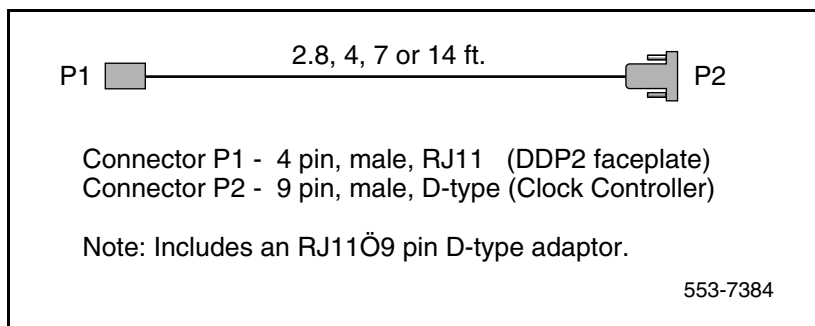 2.8, 4, 7 or 14 ft.
P1 P2
Connector P1 - 4 pin, male, RJ11 (DDP2 faceplate)
Connector P2 - 9 pin, male, D-type (Clock Controller)
Note: Includes an RJ11Ö9 pin D-type adaptor.
553-7384